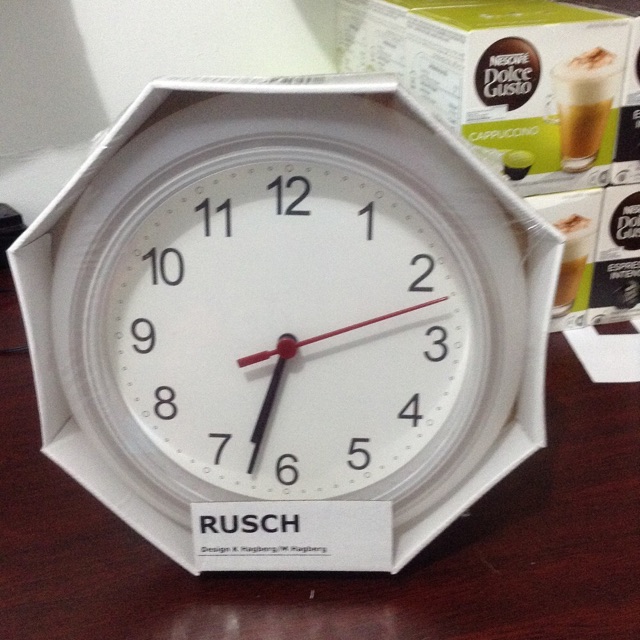 NESCAFÉ
Dolce
Gusto
CAPPUCCINO
12
11
1
10
2
9
3
8
4
7
5
6
RUSCH
Design K Hagberg/M Hagberg